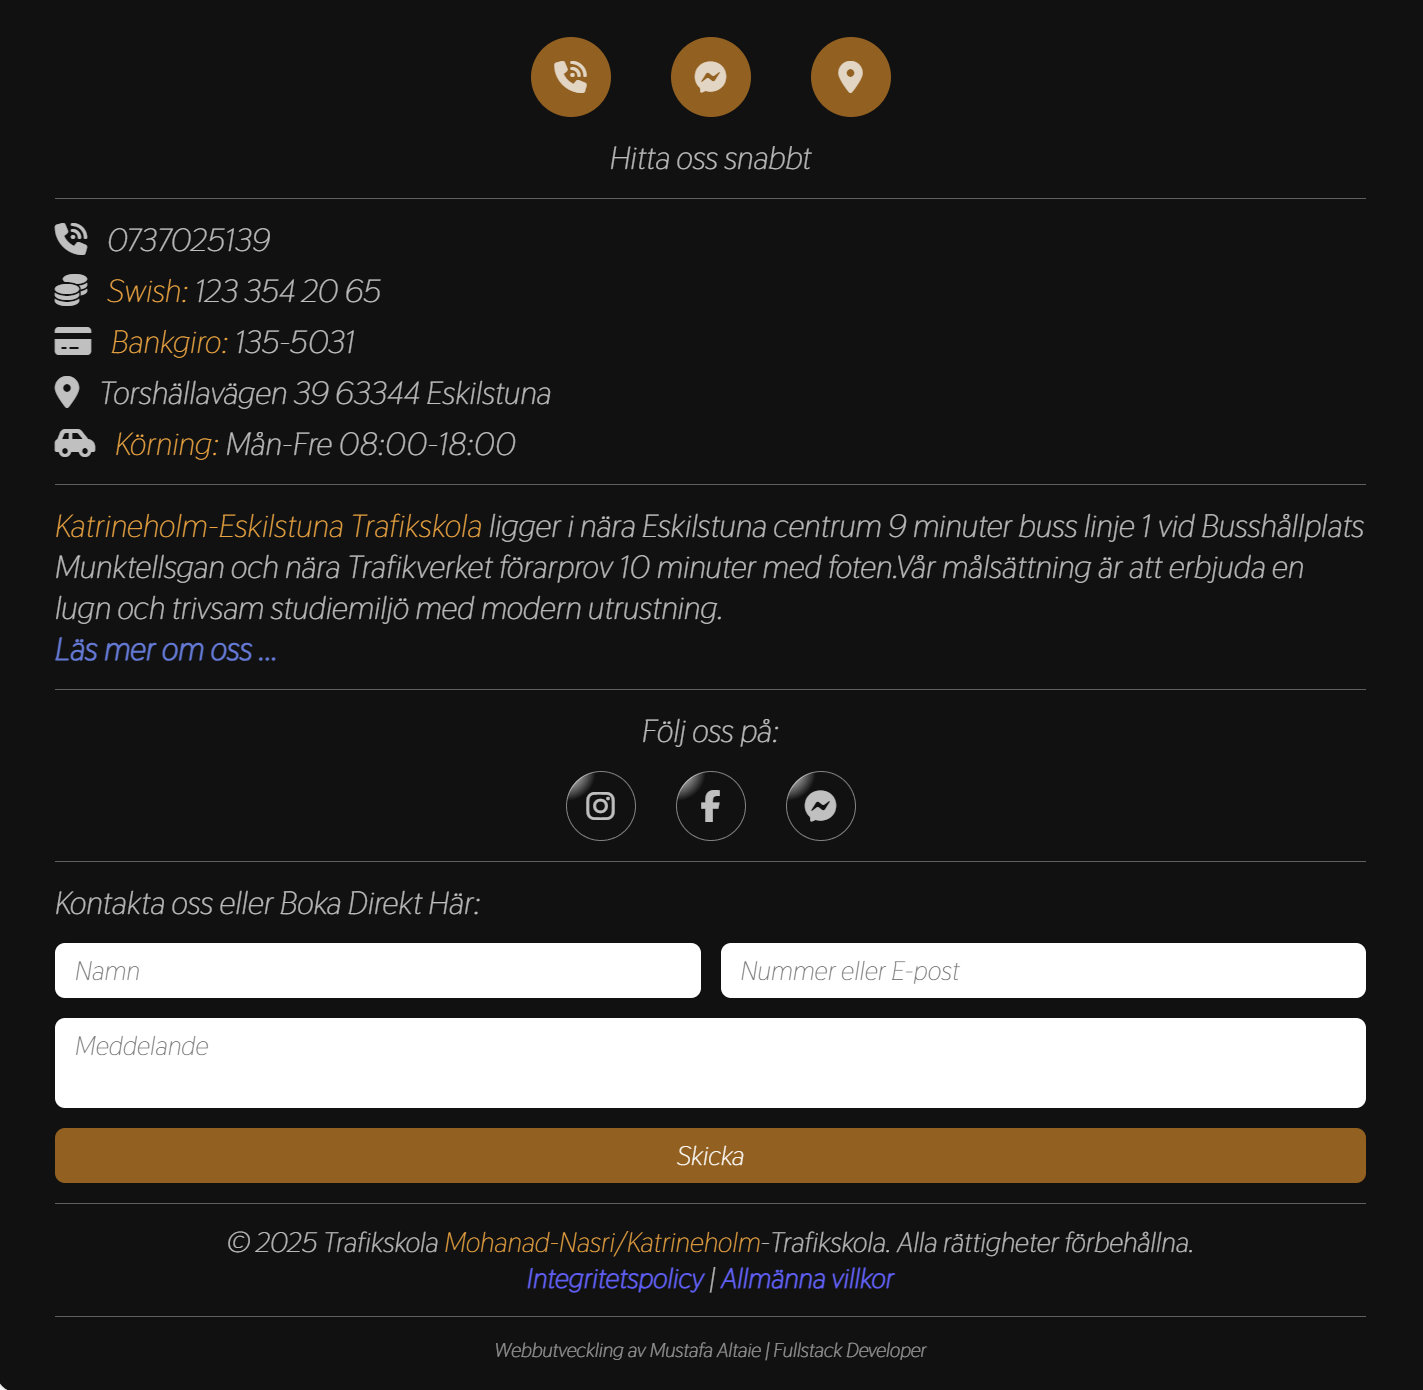 Hitta oss snabbt
0737025139
Swish: 123 354 20 65
Bankgiro: 135-5031
Torshällavägen 39 63344 Eskilstuna
Körning: Mån-Fre 08:00-18:00
Katrineholm-Eskilstuna Trafikskola ligger i nära Eskilstuna centrum 9 minuter buss linje 1 vid Busshållplats
Munktellsgan och nära Trafikverket förarprov 10 minuter med foten.Vår målsättning är att erbjuda en
lugn och trivsam studiemiljö med modern utrustning.
Läs mer om oss ...
Följ oss på:
Kontakta oss eller Boka Direkt Här:
Namn
Nummer eller E-post
Meddelande
Skicka
© 2025 Trafikskola Mohanad-Nasri/Katrineholm-Trafikskola. Alla rättigheter förbehållna.
Integritetspolicy | Allmänna villkor
Webbutveckling av Mustafa Altaie | Fullstack Developer